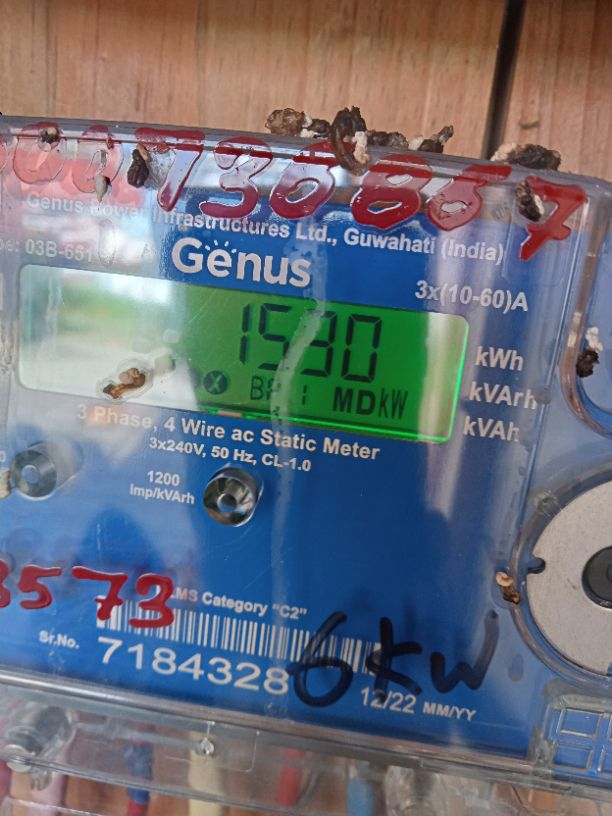 730867
Genus Power Infrastructures Ltd., Guwahati (India)
Genus
3x(10-60)A
1530
kWh
MD kW
kVArh
kVAh
3 Phase, 4 Wire ac Static Meter
3x240V, 50 Hz, CL-1.0
1200
imp/kVArh
3573
Category "C2"
Sr.No.
7184328
6KW
12/22 MM/YY